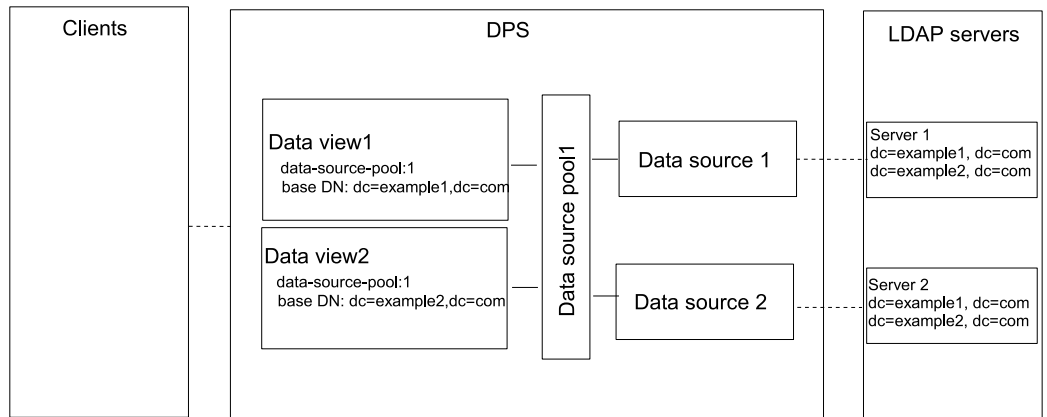 Clients
DPS
LDAP servers
Data view1
data-source-pool:1
base DN: dc=example1,dc=com
Data view2
data-source-pool:1
base DN: dc=example2,dc=com
Data source pool1
Data source 1
Data source 2
Server 1
dc=example1, dc=com
dc=example2, dc=com
Server 2
dc=example1, dc=com
dc=example2, dc=com